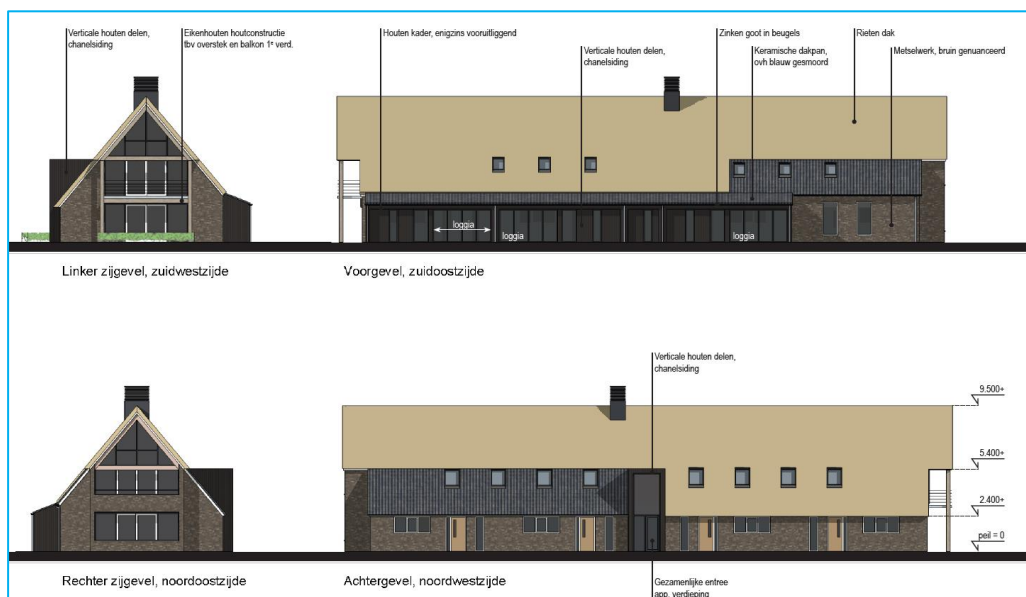 Verticale houten delen,
chanelsiding
Eikenhouten houtconstructie
tbv overstek en balkon 1e verd.
Houten kader, enigzins vooruitliggend
Verticale houten delen,
chanelsiding
Zinken goot in beugels
Keramische dakpan,
ovh blauw gesmoord
Rieten dak
Metselwerk, bruin genuanceerd
loggia
loggia
loggia
Linker zijgevel, zuidwestzijde
Voorgevel, zuidoostzijde
Verticale houten delen,
chanelsiding
9.500+
5.400+
2.400+
peil = 0
Rechter zijgevel, noordoostzijde
Achtergevel, noordwestzijde
Gezamenlijke entree
app. verdieping